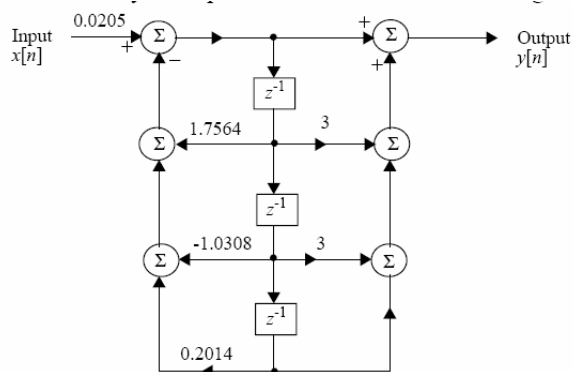 0.0205
Input
x[n]
+
Σ
−
+
Σ
+
Output
y[n]
z⁻¹
Σ
1.7564
3
Σ
z⁻¹
Σ
-1.0308
3
Σ
z⁻¹
0.2014